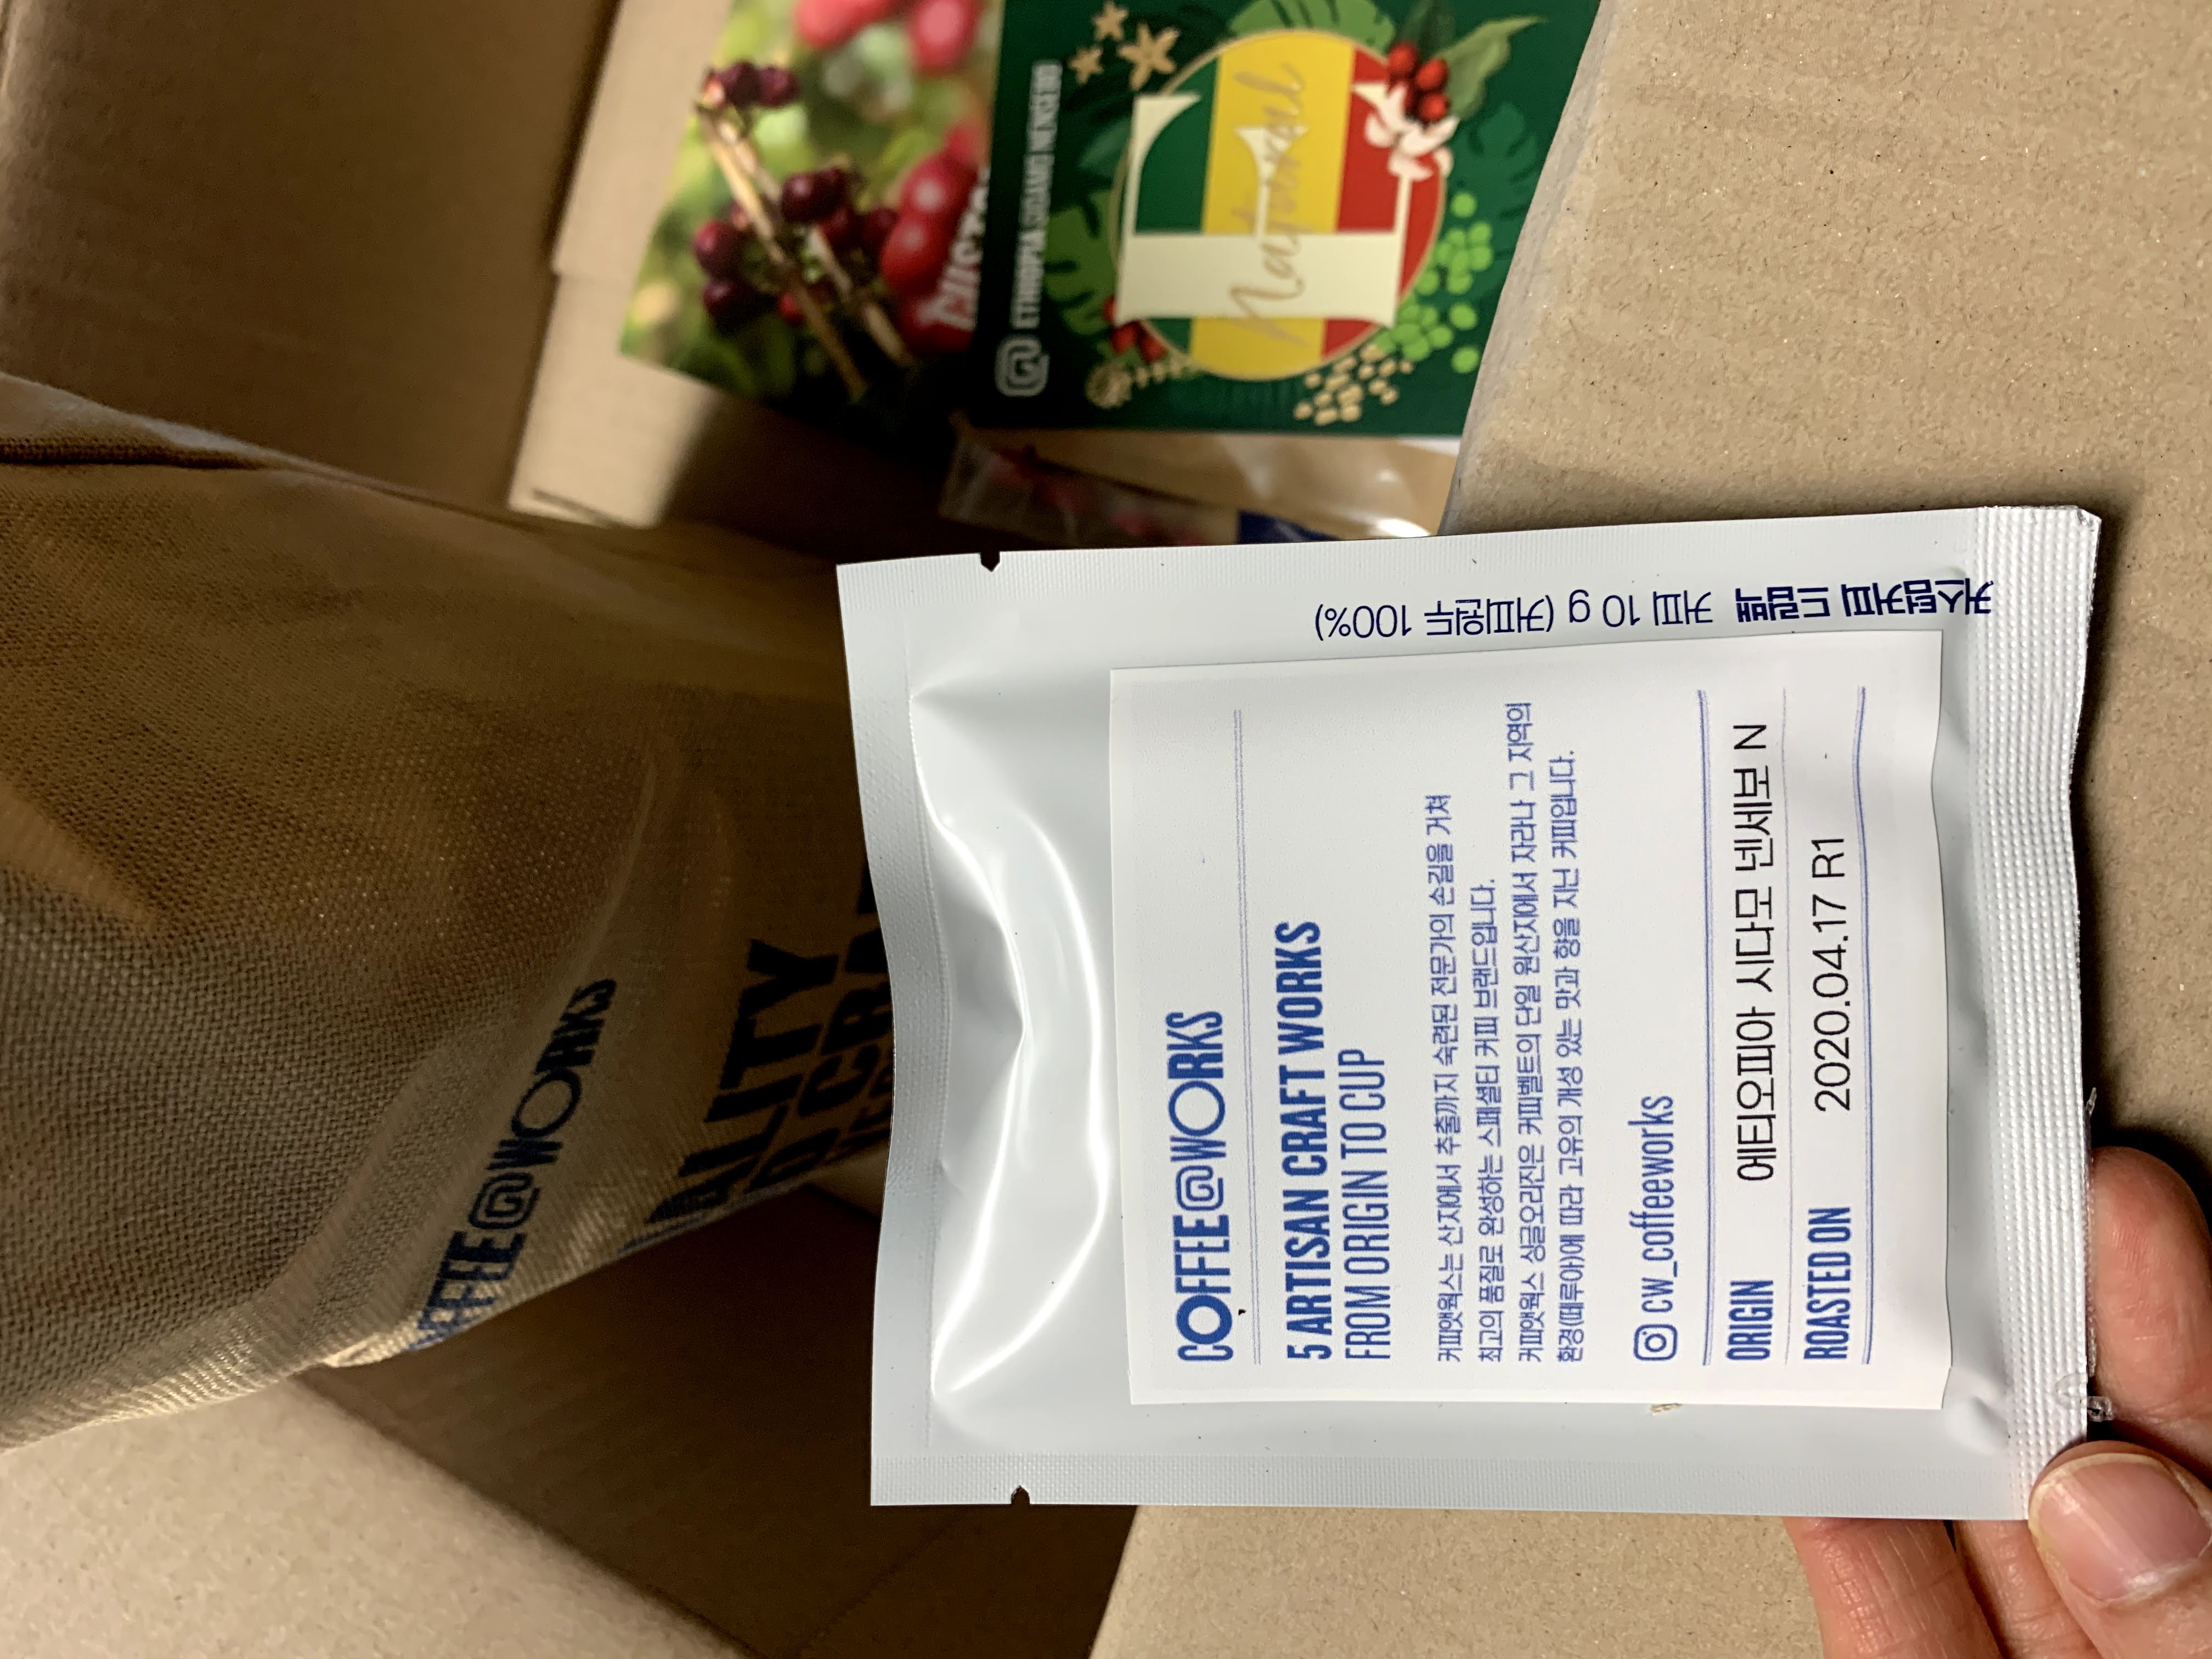 COFFEE@WORKS
5 ARTISAN CRAFT WORKS
FROM ORIGIN TO CUP
커피앳웍스는 산지에서 추출까지 숙련된 전문가의 손길을 거쳐
최고의 품질로 완성하는 스페셜티 커피 브랜드입니다.
커피앳웍스 싱글오리진은 커피벨트의 단일 원산지에서 자라나 그 지역의
환경(떼루아)에 따라 고유의 개성 있는 맛과 향을 지닌 커피입니다.
cw_coffeeworks
ORIGIN 에티오피아 시다모 넨세보 N
ROASTED ON 2020.04.17 R1
커스텀커피 드립백 커피 10 g (커피원두 100%)
@ ETHIOPIA SIDAMO NENSEBO
Natural
OFFEE@WORKS
ALITY